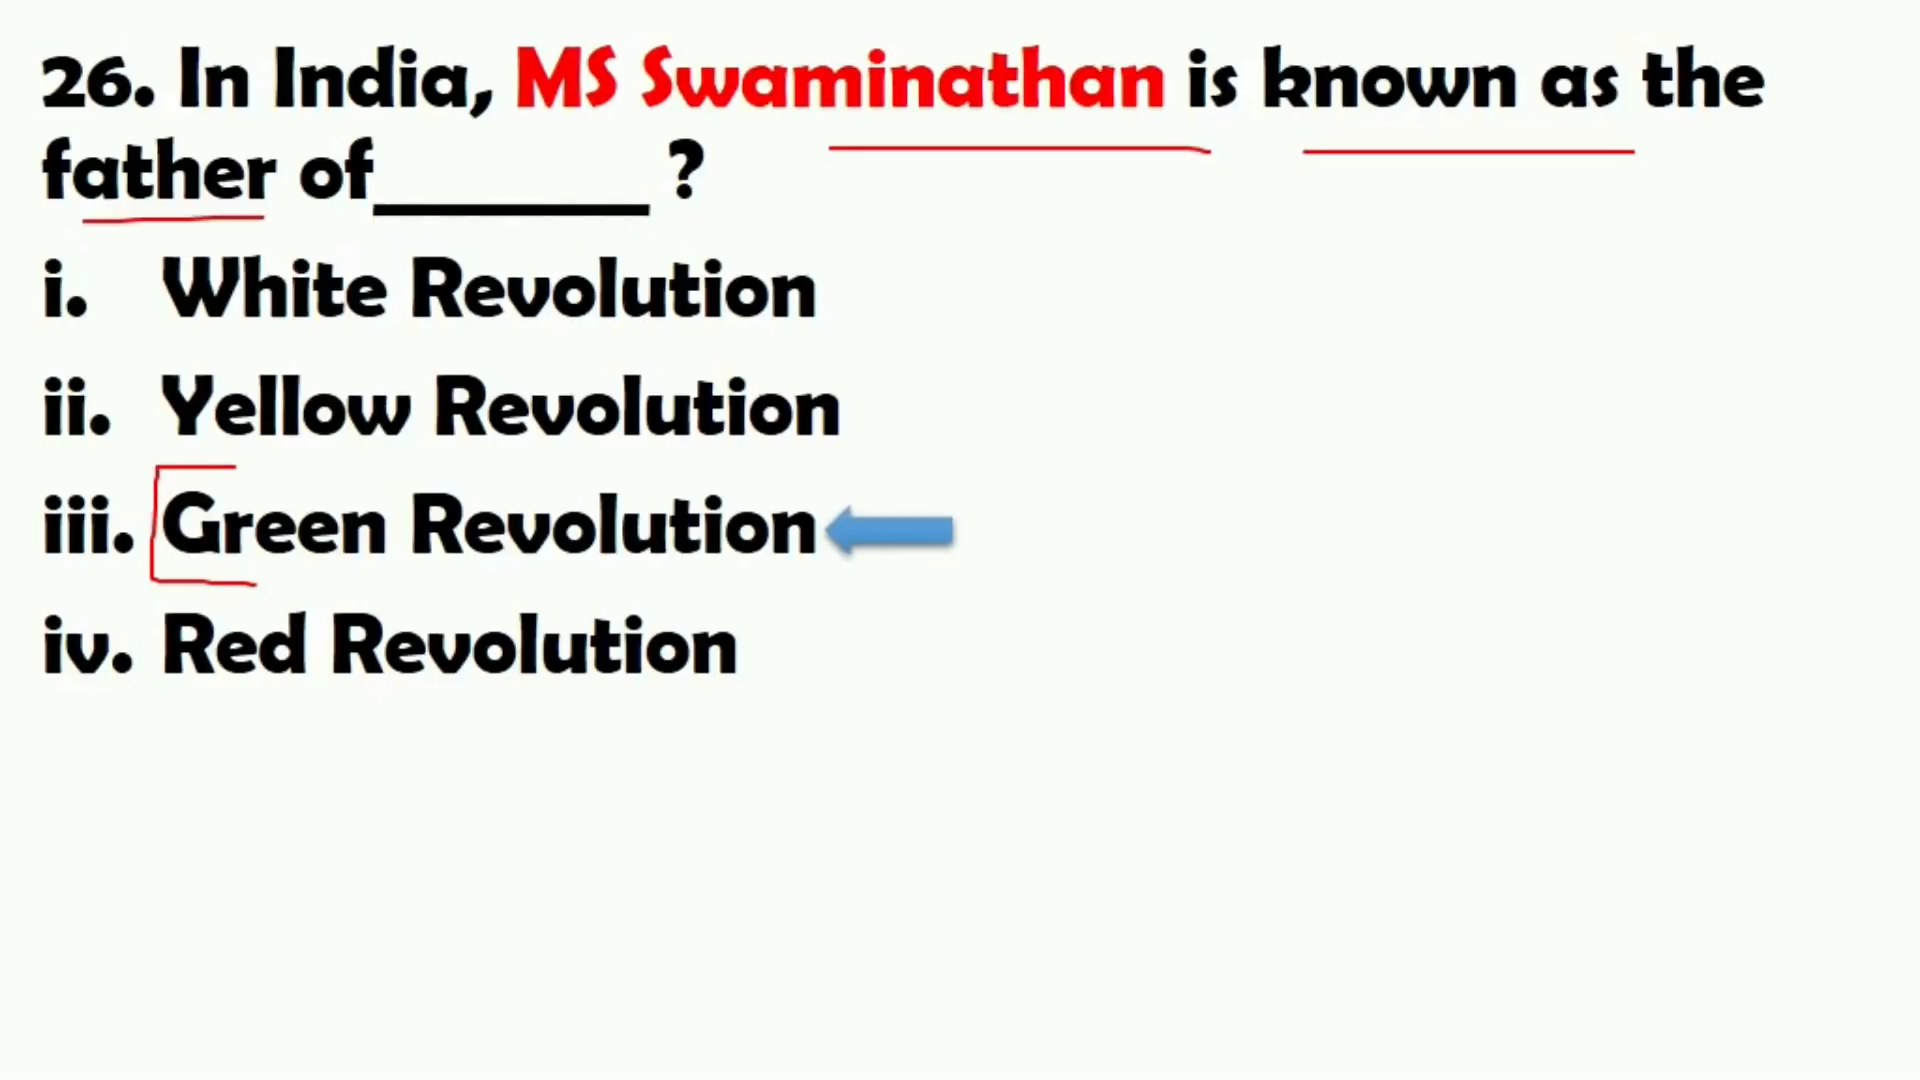 26. In India, MS Swaminathan is known as the
father of_______ ?
i. White Revolution
ii. Yellow Revolution
iii. Green Revolution
iv. Red Revolution